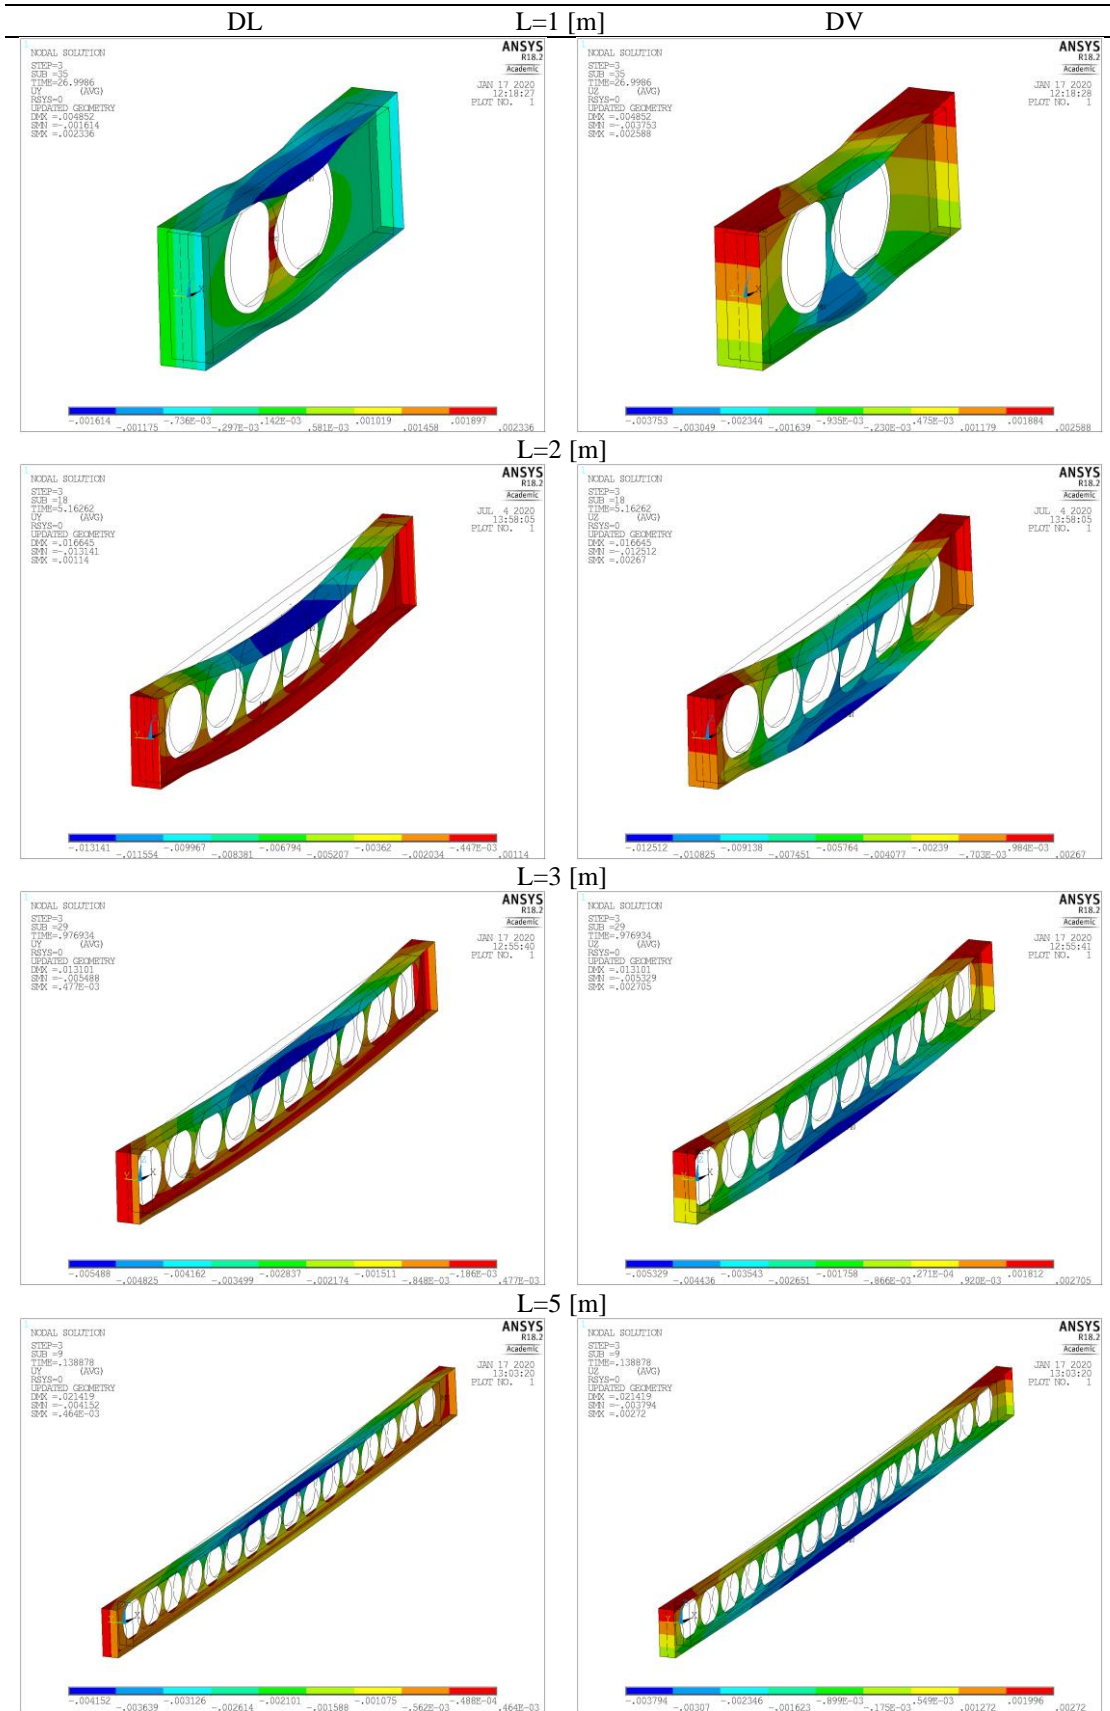 DL L=1 [m] DV
1
NODAL SOLUTION
STEP=3
SUB =35
TIME=26.9986
UY (AVG)
RSYS=0
UPDATED GEOMETRY
DMX =.004852
SMN =-.001614
SMX =.002336
ANSYS
R18.2
Academic
JAN 17 2020
12:18:27
PLOT NO. 1
-.001614 -.736E-03 .142E-03 .001019 .001897
-.001175 -.297E-03 .581E-03 .001458 .002336
1
NODAL SOLUTION
STEP=3
SUB =35
TIME=26.9986
UZ (AVG)
RSYS=0
UPDATED GEOMETRY
DMX =.004852
SMN =-.003753
SMX =.002588
ANSYS
R18.2
Academic
JAN 17 2020
12:18:28
PLOT NO. 1
-.003753 -.002344 -.935E-03 .475E-03 .001884
-.003049 -.001639 -.230E-03 .001179 .002588
L=2 [m]
1
NODAL SOLUTION
STEP=3
SUB =18
TIME=5.16262
UY (AVG)
RSYS=0
UPDATED GEOMETRY
DMX =.016645
SMN =-.013141
SMX =.00114
ANSYS
R18.2
Academic
JUL 4 2020
13:58:05
PLOT NO. 1
-.013141 -.009967 -.006794 -.00362 -.447E-03
-.011554 -.008381 -.005207 -.002034 .00114
1
NODAL SOLUTION
STEP=3
SUB =18
TIME=5.16262
UZ (AVG)
RSYS=0
UPDATED GEOMETRY
DMX =.016645
SMN =-.012512
SMX =.00267
ANSYS
R18.2
Academic
JUL 4 2020
13:58:05
PLOT NO. 1
-.012512 -.009138 -.005764 -.00239 .984E-03
-.010825 -.007451 -.004077 -.703E-03 .00267
L=3 [m]
1
NODAL SOLUTION
STEP=3
SUB =29
TIME=.976934
UY (AVG)
RSYS=0
UPDATED GEOMETRY
DMX =.013101
SMN =-.005488
SMX =.477E-03
ANSYS
R18.2
Academic
JAN 17 2020
12:55:40
PLOT NO. 1
-.005488 -.004162 -.002837 -.001511 -.186E-03
-.004825 -.003499 -.002174 -.848E-03 .477E-03
1
NODAL SOLUTION
STEP=3
SUB =29
TIME=.976934
UZ (AVG)
RSYS=0
UPDATED GEOMETRY
DMX =.013101
SMN =-.005329
SMX =.002705
ANSYS
R18.2
Academic
JAN 17 2020
12:55:41
PLOT NO. 1
-.005329 -.003543 -.001758 .271E-04 .001812
-.004436 -.002651 -.866E-03 .920E-03 .002705
L=5 [m]
1
NODAL SOLUTION
STEP=3
SUB =9
TIME=.138878
UY (AVG)
RSYS=0
UPDATED GEOMETRY
DMX =.021419
SMN =-.004152
SMX =.464E-03
ANSYS
R18.2
Academic
JAN 17 2020
13:03:20
PLOT NO. 1
-.004152 -.003126 -.002101 -.001075 -.488E-04
-.003639 -.002614 -.001588 -.562E-03 .464E-03
1
NODAL SOLUTION
STEP=3
SUB =9
TIME=.138878
UZ (AVG)
RSYS=0
UPDATED GEOMETRY
DMX =.021419
SMN =-.003794
SMX =.00272
ANSYS
R18.2
Academic
JAN 17 2020
13:03:20
PLOT NO. 1
-.003794 -.002346 -.899E-03 .549E-03 .001996
-.00307 -.001623 -.175E-03 .001272 .00272